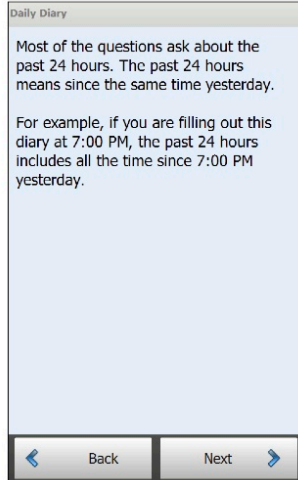 Daily Diary
Most of the questions ask about the
past 24 hours. The past 24 hours
means since the same time yesterday.
For example, if you are filling out this
diary at 7:00 PM, the past 24 hours
includes all the time since 7:00 PM
yesterday.
Back
Next